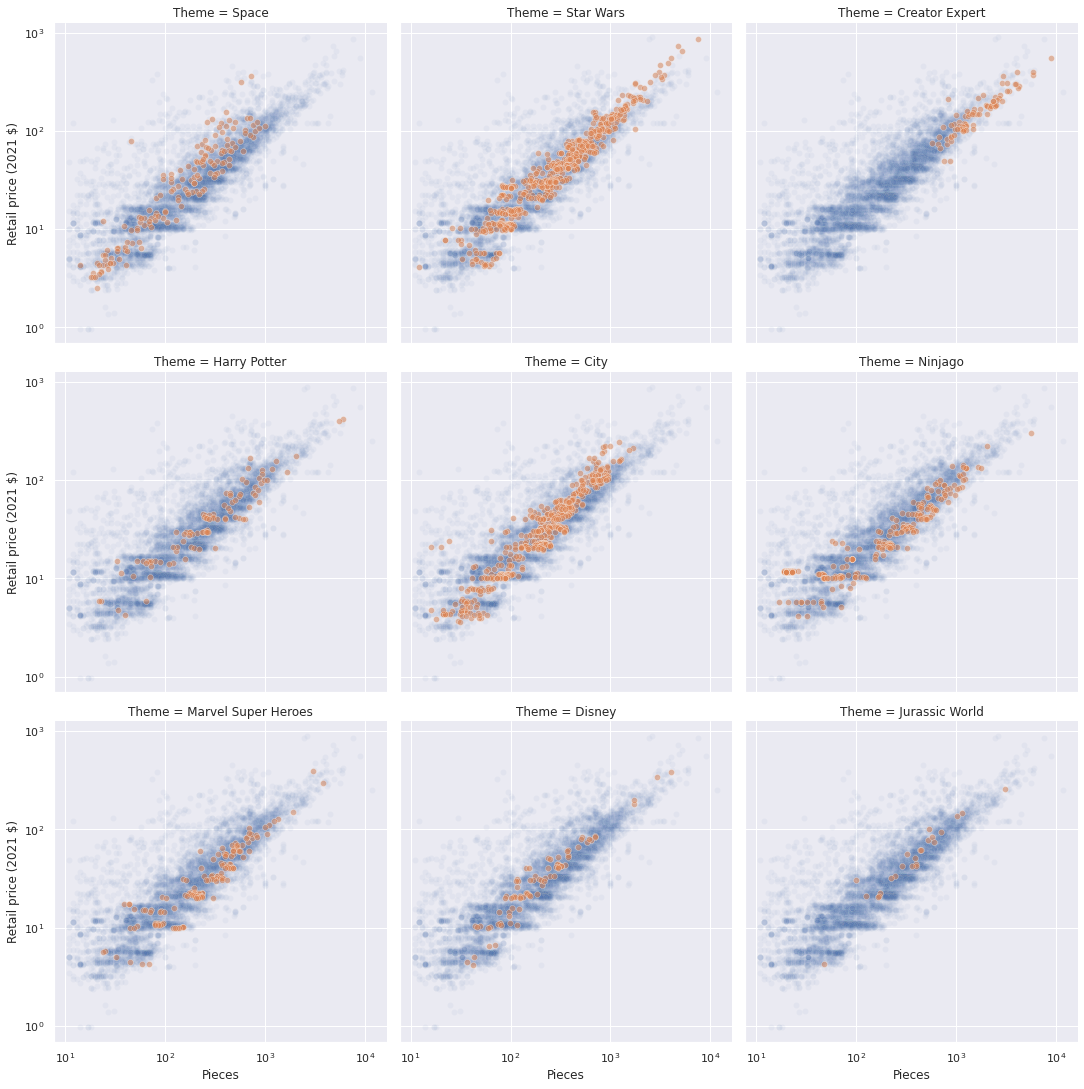 Theme = Space
Theme = Star Wars
Theme = Creator Expert
10³
10²
10¹
10⁰
Retail price (2021 $)
Theme = Harry Potter
Theme = City
Theme = Ninjago
10³
10²
10¹
10⁰
Retail price (2021 $)
Theme = Marvel Super Heroes
Theme = Disney
Theme = Jurassic World
10³
10²
10¹
10⁰
Retail price (2021 $)
10¹ 10² 10³ 10⁴
10¹ 10² 10³ 10⁴
10¹ 10² 10³ 10⁴
Pieces
Pieces
Pieces